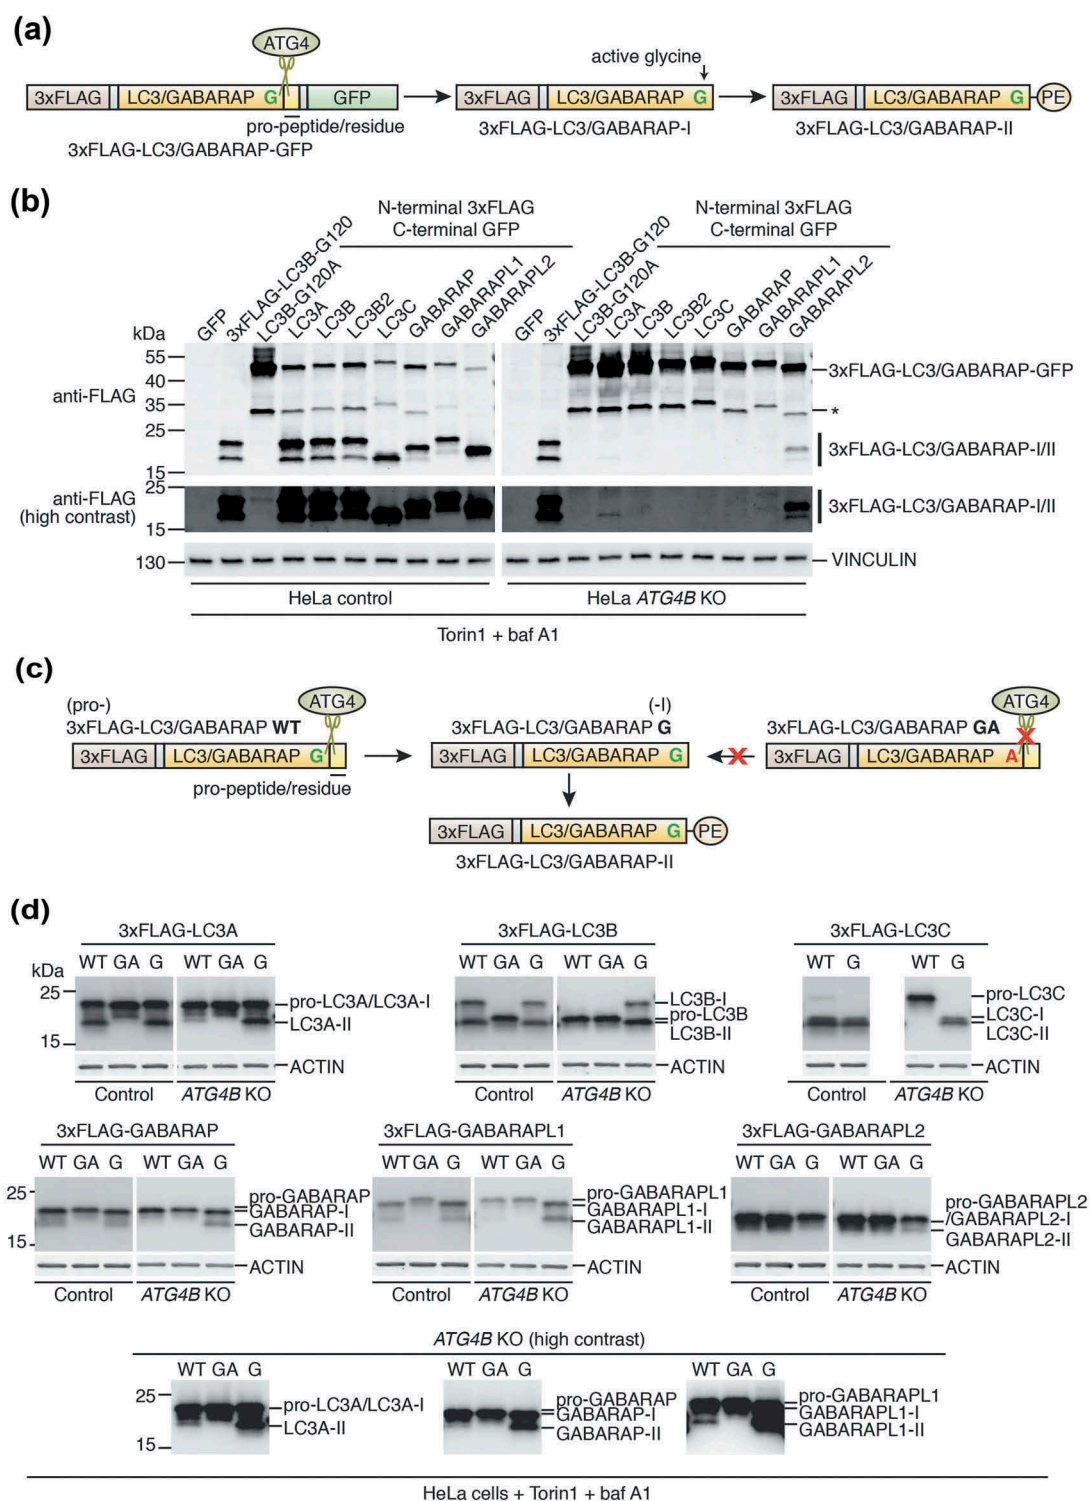 (a)
ATG4
active glycine
3xFLAG LC3/GABARAP G GFP
3xFLAG LC3/GABARAP G
3xFLAG LC3/GABARAP G PE
pro-peptide/residue
3xFLAG-LC3/GABARAP-GFP
3xFLAG-LC3/GABARAP-I
3xFLAG-LC3/GABARAP-II
(b)
N-terminal 3xFLAG
C-terminal GFP
N-terminal 3xFLAG
C-terminal GFP
GFP
3xFLAG-LC3B-G120
LC3B-G120A
LC3A
LC3B
LC3B2
LC3C
GABARAP
GABARAPL1
GABARAPL2
GFP
3xFLAG-LC3B-G120
LC3B-G120A
LC3A
LC3B
LC3B2
LC3C
GABARAP
GABARAPL1
GABARAPL2
kDa
55
40
anti-FLAG
35
25
15
3xFLAG-LC3/GABARAP-GFP
*
3xFLAG-LC3/GABARAP-I/II
25
anti-FLAG
(high contrast)
15
3xFLAG-LC3/GABARAP-I/II
130
VINCULIN
HeLa control
HeLa ATG4B KO
Torin1 + baf A1
(c)
(pro-)
3xFLAG-LC3/GABARAP WT
ATG4
3xFLAG LC3/GABARAP G
pro-peptide/residue
(-I)
3xFLAG-LC3/GABARAP G
3xFLAG LC3/GABARAP G
ATG4
3xFLAG-LC3/GABARAP GA
X
X
3xFLAG LC3/GABARAP A
3xFLAG LC3/GABARAP G PE
3xFLAG-LC3/GABARAP-II
(d)
3xFLAG-LC3A
WT GA G WT GA G
kDa
25
15
pro-LC3A/LC3A-I
LC3A-II
ACTIN
Control ATG4B KO
3xFLAG-LC3B
WT GA G WT GA G
LC3B-I
pro-LC3B
LC3B-II
ACTIN
Control ATG4B KO
3xFLAG-LC3C
WT G WT G
pro-LC3C
LC3C-I
LC3C-II
ACTIN
Control ATG4B KO
3xFLAG-GABARAP
WT GA G WT GA G
25
15
pro-GABARAP
GABARAP-I
GABARAP-II
ACTIN
Control ATG4B KO
3xFLAG-GABARAPL1
WT GA G WT GA G
pro-GABARAPL1
GABARAPL1-I
GABARAPL1-II
ACTIN
Control ATG4B KO
3xFLAG-GABARAPL2
WT GA G WT GA G
pro-GABARAPL2
/GABARAPL2-I
GABARAPL2-II
ACTIN
Control ATG4B KO
ATG4B KO (high contrast)
WT GA G
25
15
pro-LC3A/LC3A-I
LC3A-II
WT GA G
pro-GABARAP
GABARAP-I
GABARAP-II
WT GA G
pro-GABARAPL1
GABARAPL1-I
GABARAPL1-II
HeLa cells + Torin1 + baf A1